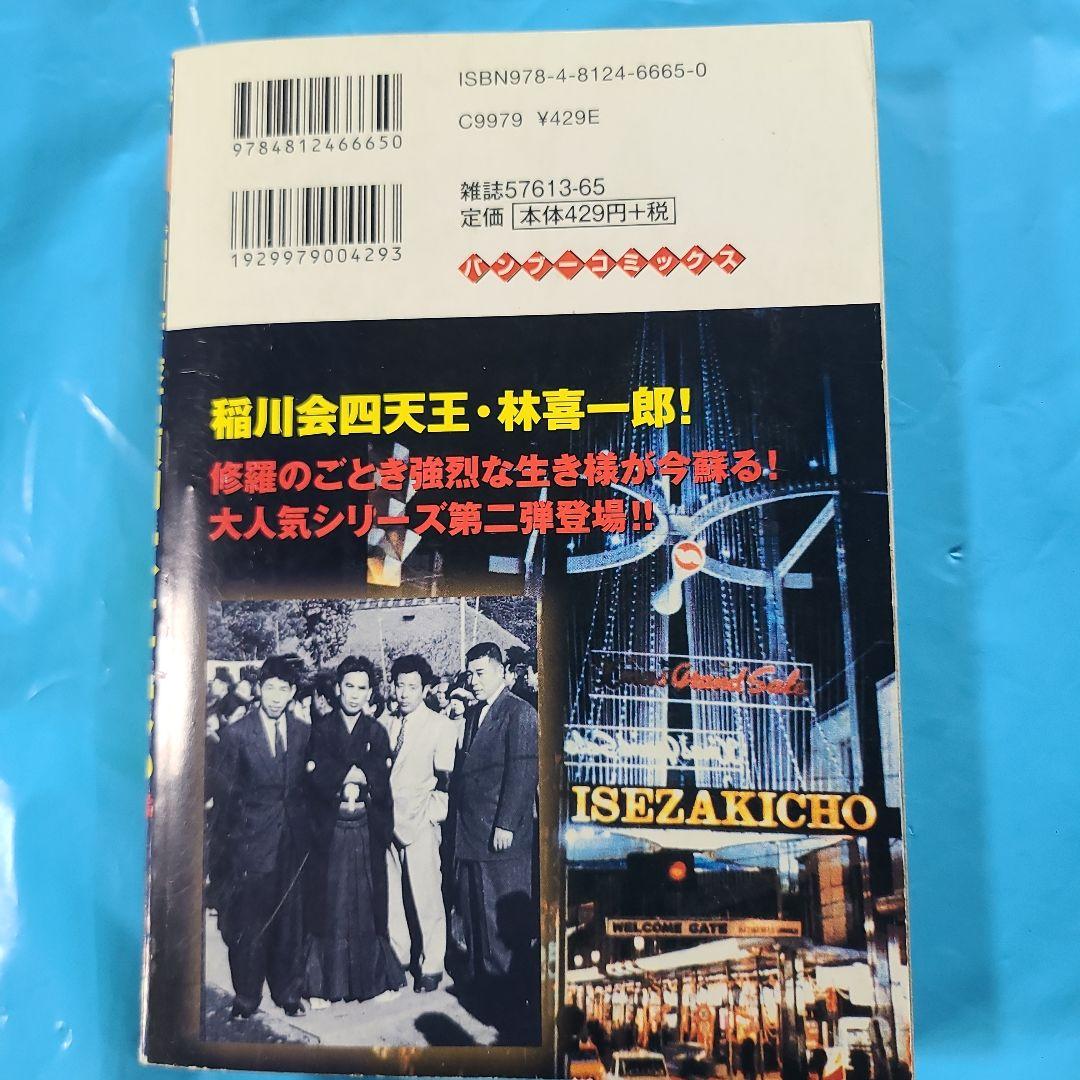 ISBN978-4-8124-6665-0
C9979 ¥429E
9784812466650
雑誌57613-65
定価 本体429円+税
1929979004293
バンブーコミックス
稲川会四天王・林喜一郎!
修羅のごとき強烈な生き様が今蘇る!
大人気シリーズ第二弾登場!!
Grand Sale
ISEZAKICHO
WELCOME GATE